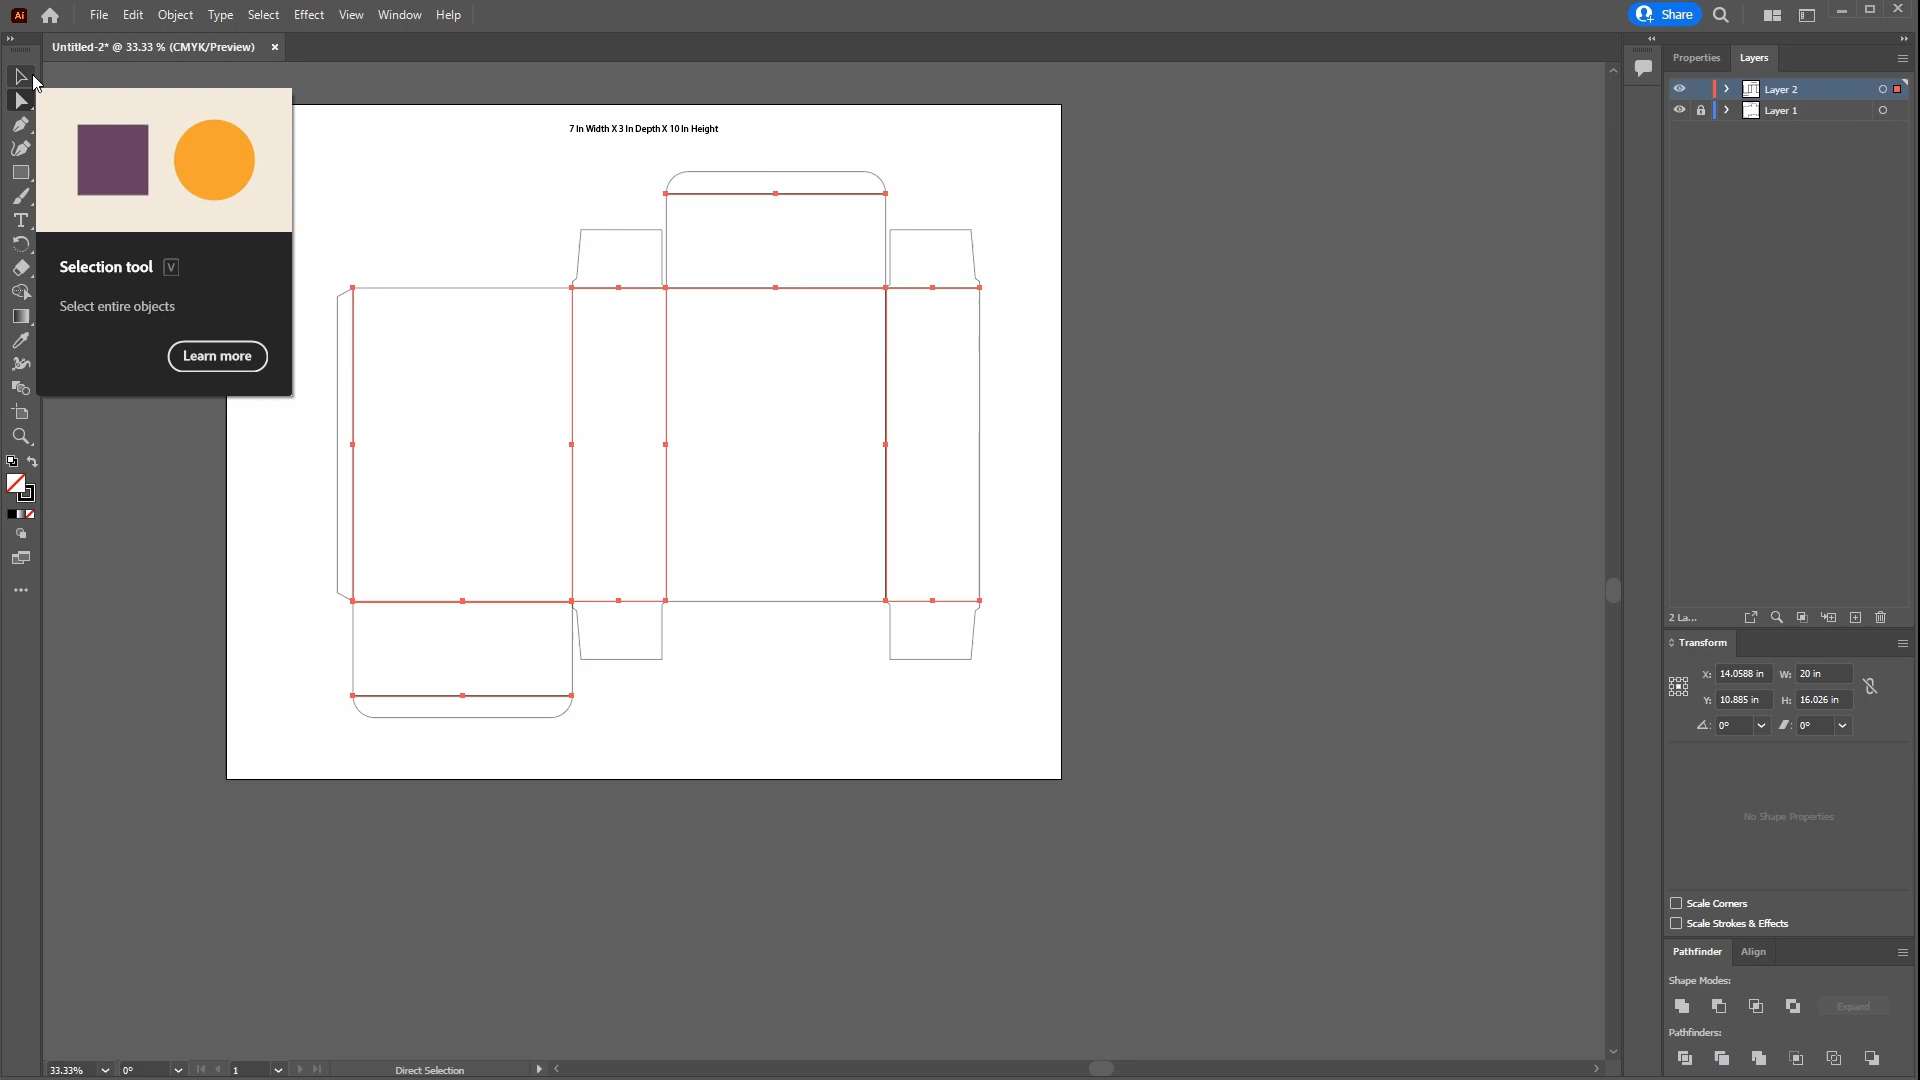 Ai File Edit Object Type Select Effect View Window Help Share
Untitled-2* @ 33.33 % (CMYK/Preview) ×
Properties Layers
Layer 2
Layer 1
7 In Width X 3 In Depth X 10 In Height
Selection tool V
Select entire objects
Learn more
2 La...
Transform
X: 14.0588 in W: 20 in
Y: 10.885 in H: 16.026 in
0° 0°
No Shape Properties
Scale Corners
Scale Strokes & Effects
Pathfinder Align
Shape Modes:
Expand
Pathfinders:
33.33% 0° 1 Direct Selection